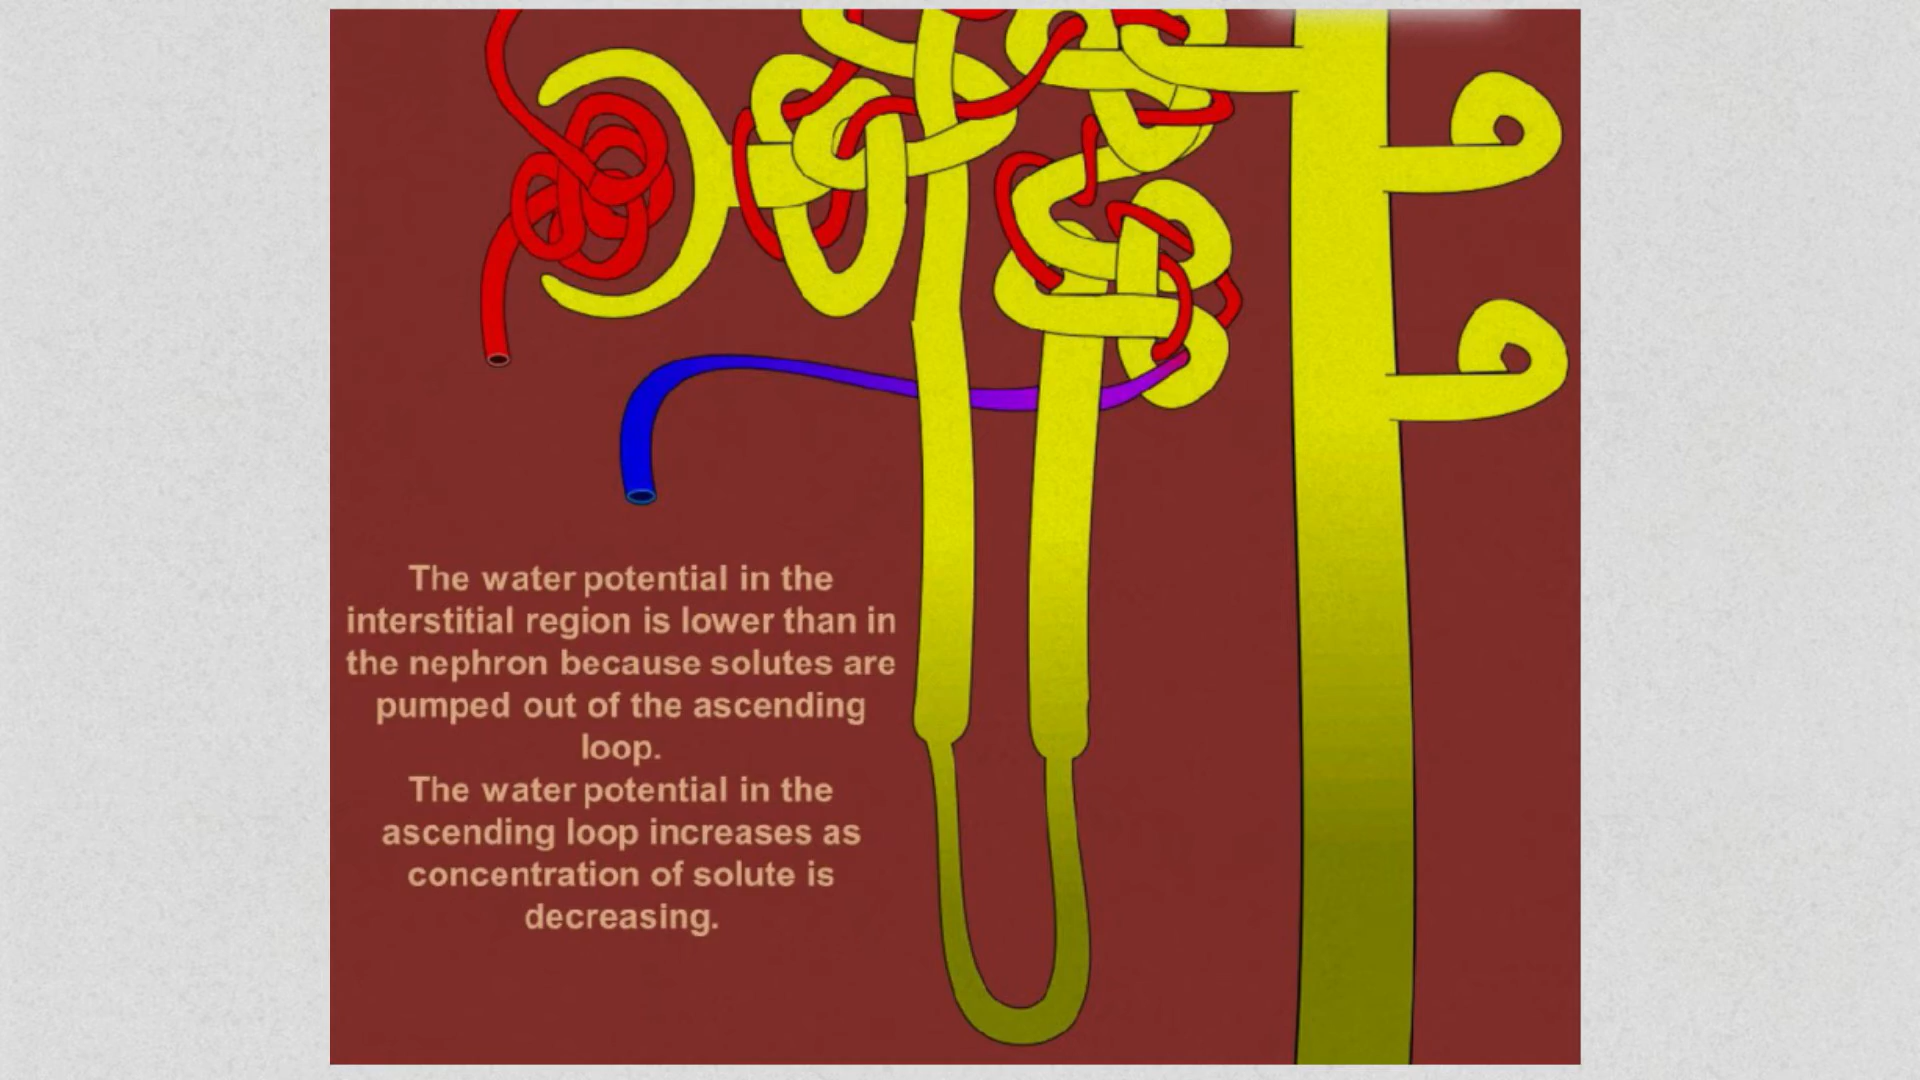 The water potential in the
interstitial region is lower than in
the nephron because solutes are
pumped out of the ascending
loop.
The water potential in the
ascending loop increases as
concentration of solute is
decreasing.